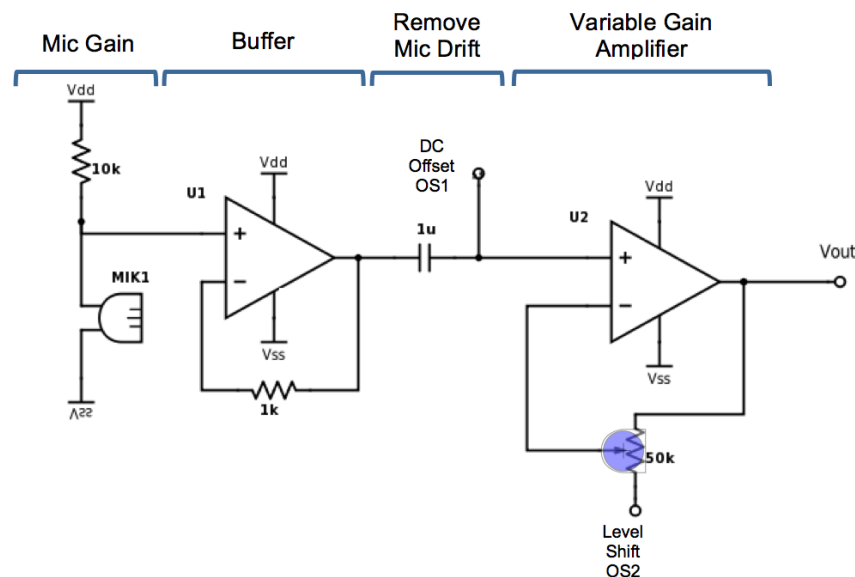 Mic Gain
Buffer
Remove
Mic Drift
Variable Gain
Amplifier
Vdd
10k
MIK1
Vss
U1
Vdd
+
−
Vss
1k
1u
DC
Offset
OS1
U2
Vdd
+
−
Vss
Vout
50k
Level
Shift
OS2